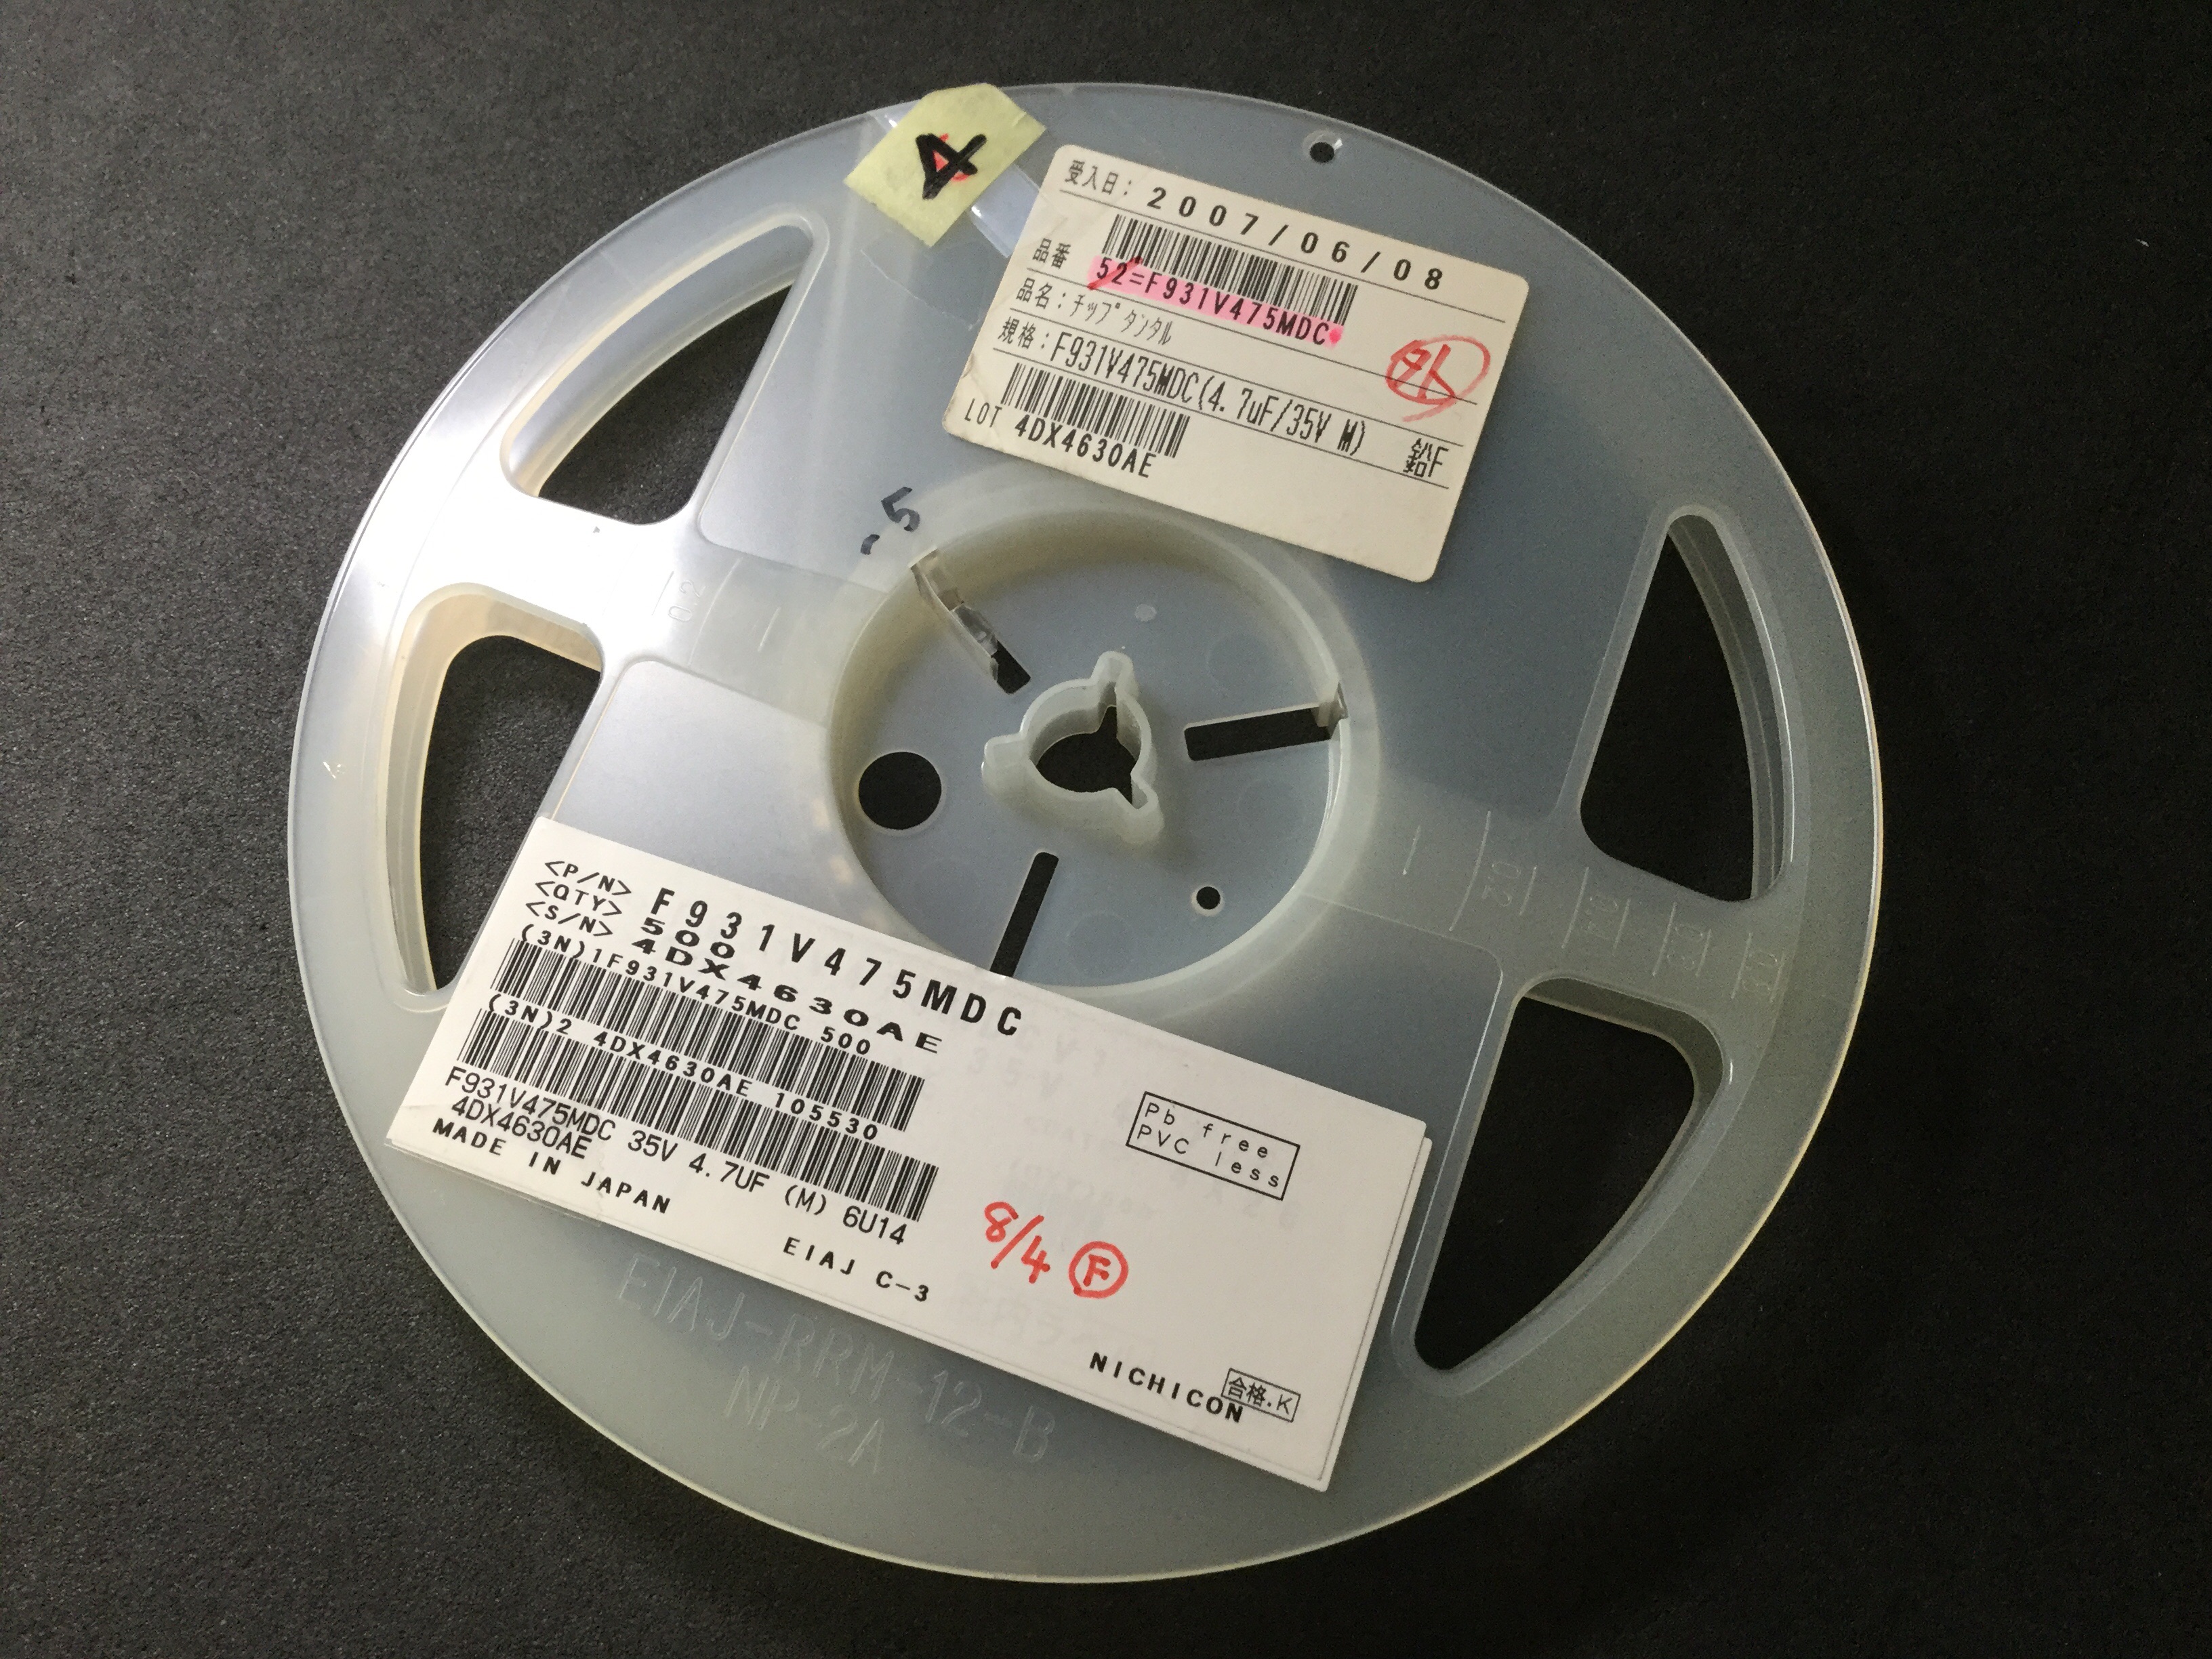 4
受入日: 2007/06/08
品番
52=F931V475MDC
品名:チップタンタル
規格:F931V475MDC(4.7uF/35V M)
鉛F
LOT 4DX4630AE
外
-5
0.2
<P/N> F931V475MDC
<QTY> 500
<S/N> 4DX4630AE
(3N)1F931V475MDC 500
(3N)2 4DX4630AE 105530
F931V475MDC 35V 4.7UF (M) 6U14
4DX4630AE
MADE IN JAPAN
EIAJ C-3
Pb free
PVC less
8/4 F
NICHICON
合格.K
EIAJ-RRM-12-B
NP 2A